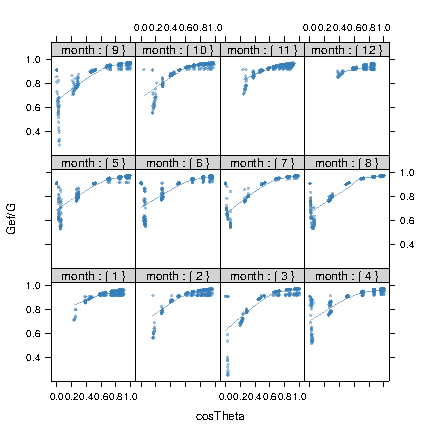 0.00.20.40.60.81.0
0.00.20.40.60.81.0
month : { 9 }
month : { 10 }
month : { 11 }
month : { 12 }
1.0
0.8
0.6
0.4
month : { 5 }
month : { 6 }
month : { 7 }
month : { 8 }
1.0
0.8
0.6
0.4
month : { 1 }
month : { 2 }
month : { 3 }
month : { 4 }
1.0
0.8
0.6
0.4
0.00.20.40.60.81.0
0.00.20.40.60.81.0
cosTheta
Gef/G